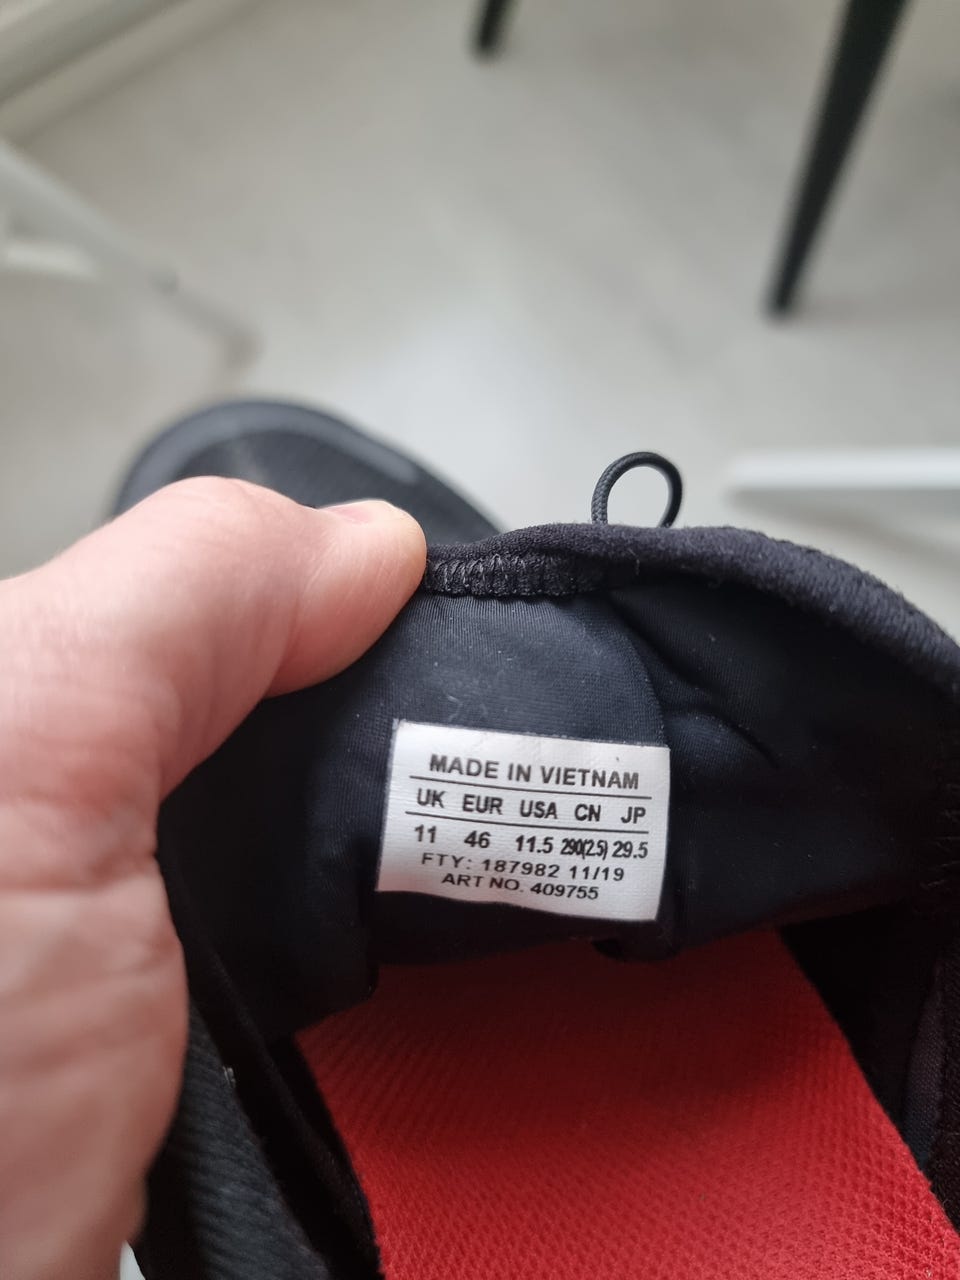 MADE IN VIETNAM
UK EUR USA CN JP
11 46 11.5 290(2.5) 29.5
FTY: 187982 11/19
ART NO. 409755